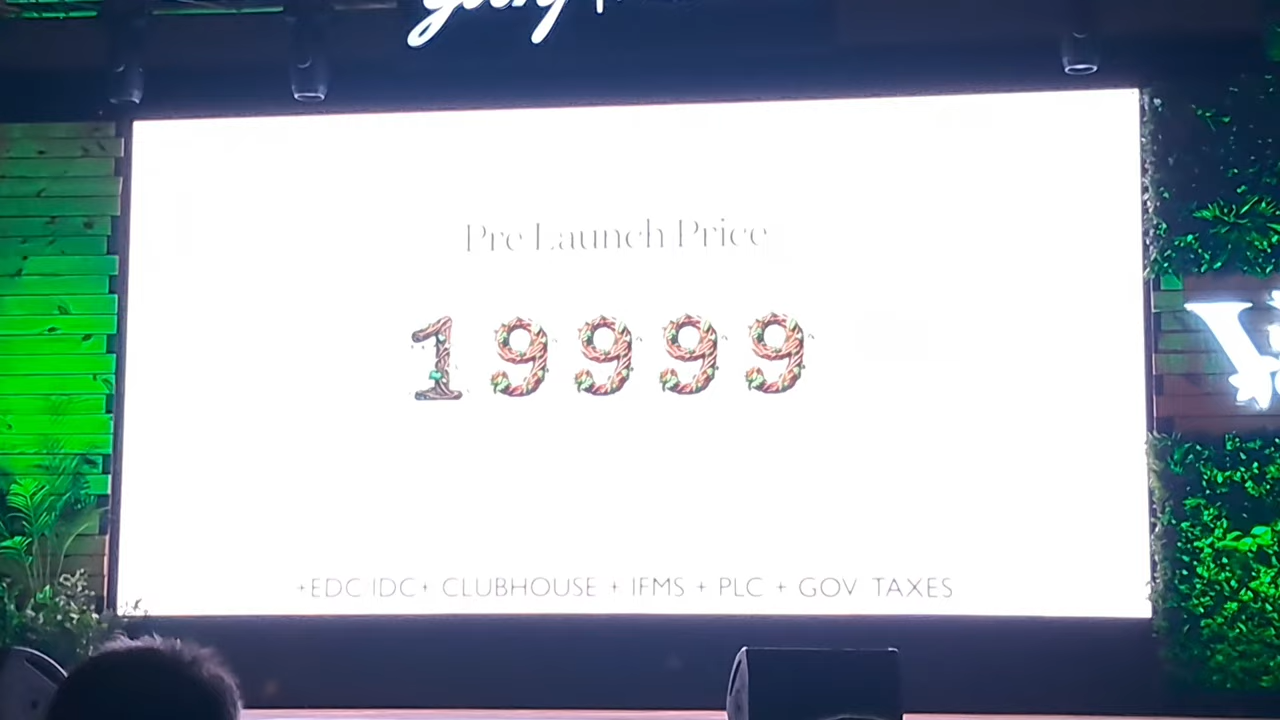 Pre Launch Price
19999
+EDC IDC+ CLUBHOUSE + IFMS + PLC + GOV TAXES